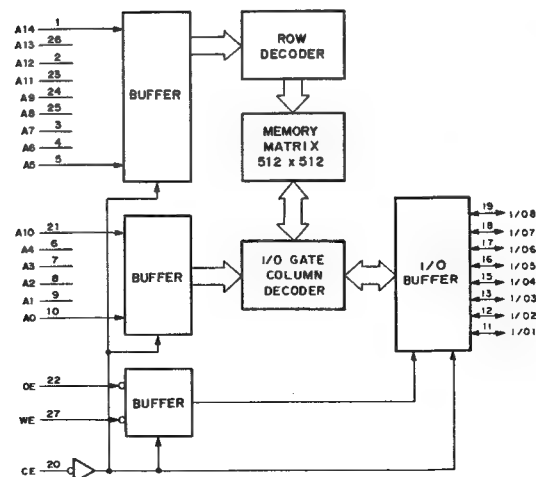 A14 1
A13 26
A12 2
A11 23
A9 24
A8 25
A7 3
A6 4
A5 5
BUFFER
ROW
DECODER
MEMORY
MATRIX
512 x 512
A10 21
A4 6
A3 7
A2 8
A1 9
A0 10
BUFFER
I/O GATE
COLUMN
DECODER
I/O
BUFFER
19 I/O8
18 I/O7
17 I/O6
16 I/O5
15 I/O4
13 I/O3
12 I/O2
11 I/O1
OE 22
WE 27
BUFFER
CE 20